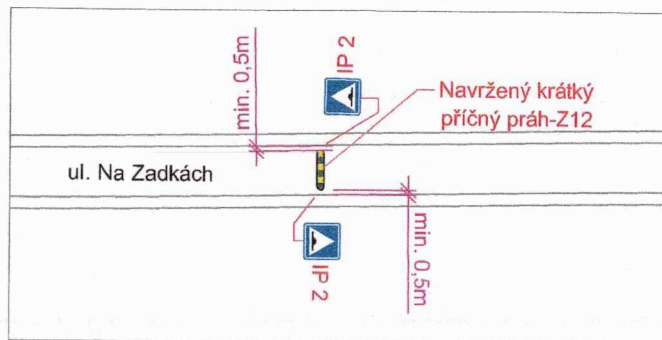 min. 0,5m
IP 2
Navržený krátký
příčný práh-Z12
ul. Na Zadkách
IP 2
min. 0,5m